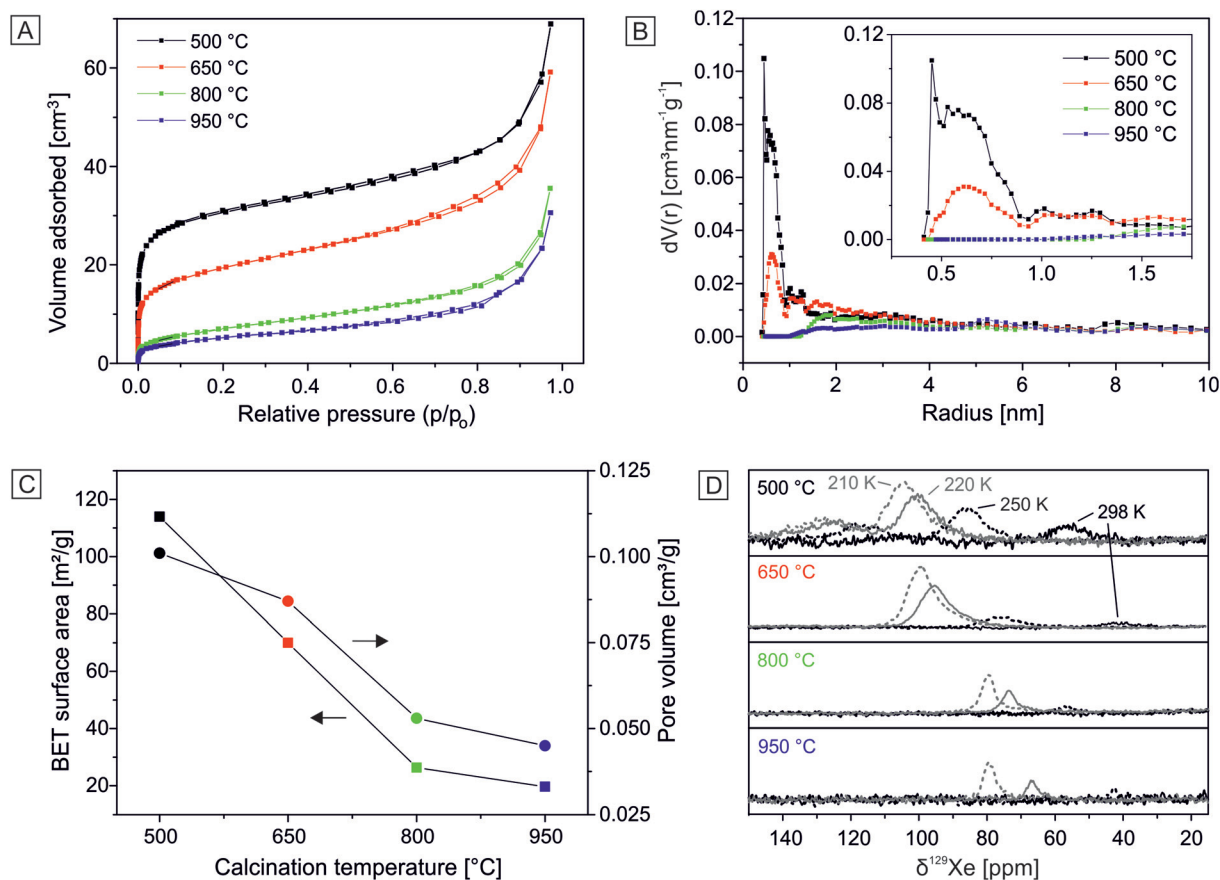 A
500 °C
650 °C
800 °C
950 °C
Volume adsorbed [cm-3]
60
40
20
0
0.0 0.2 0.4 0.6 0.8 1.0
Relative pressure (p/po)
B
dV(r) [cm³nm-1g-1]
0.12
0.10
0.08
0.06
0.04
0.02
0.00
0 2 4 6 8 10
Radius [nm]
0.12
0.08
0.04
0.00
0.5 1.0 1.5
500 °C
650 °C
800 °C
950 °C
C
BET surface area [m²/g]
120
100
80
60
40
20
500 650 800 950
Calcination temperature [°C]
0.125
0.100
0.075
0.050
0.025
Pore volume [cm³/g]
D
500 °C
210 K
220 K
250 K
298 K
650 °C
800 °C
950 °C
140 120 100 80 60 40 20
δ129Xe [ppm]